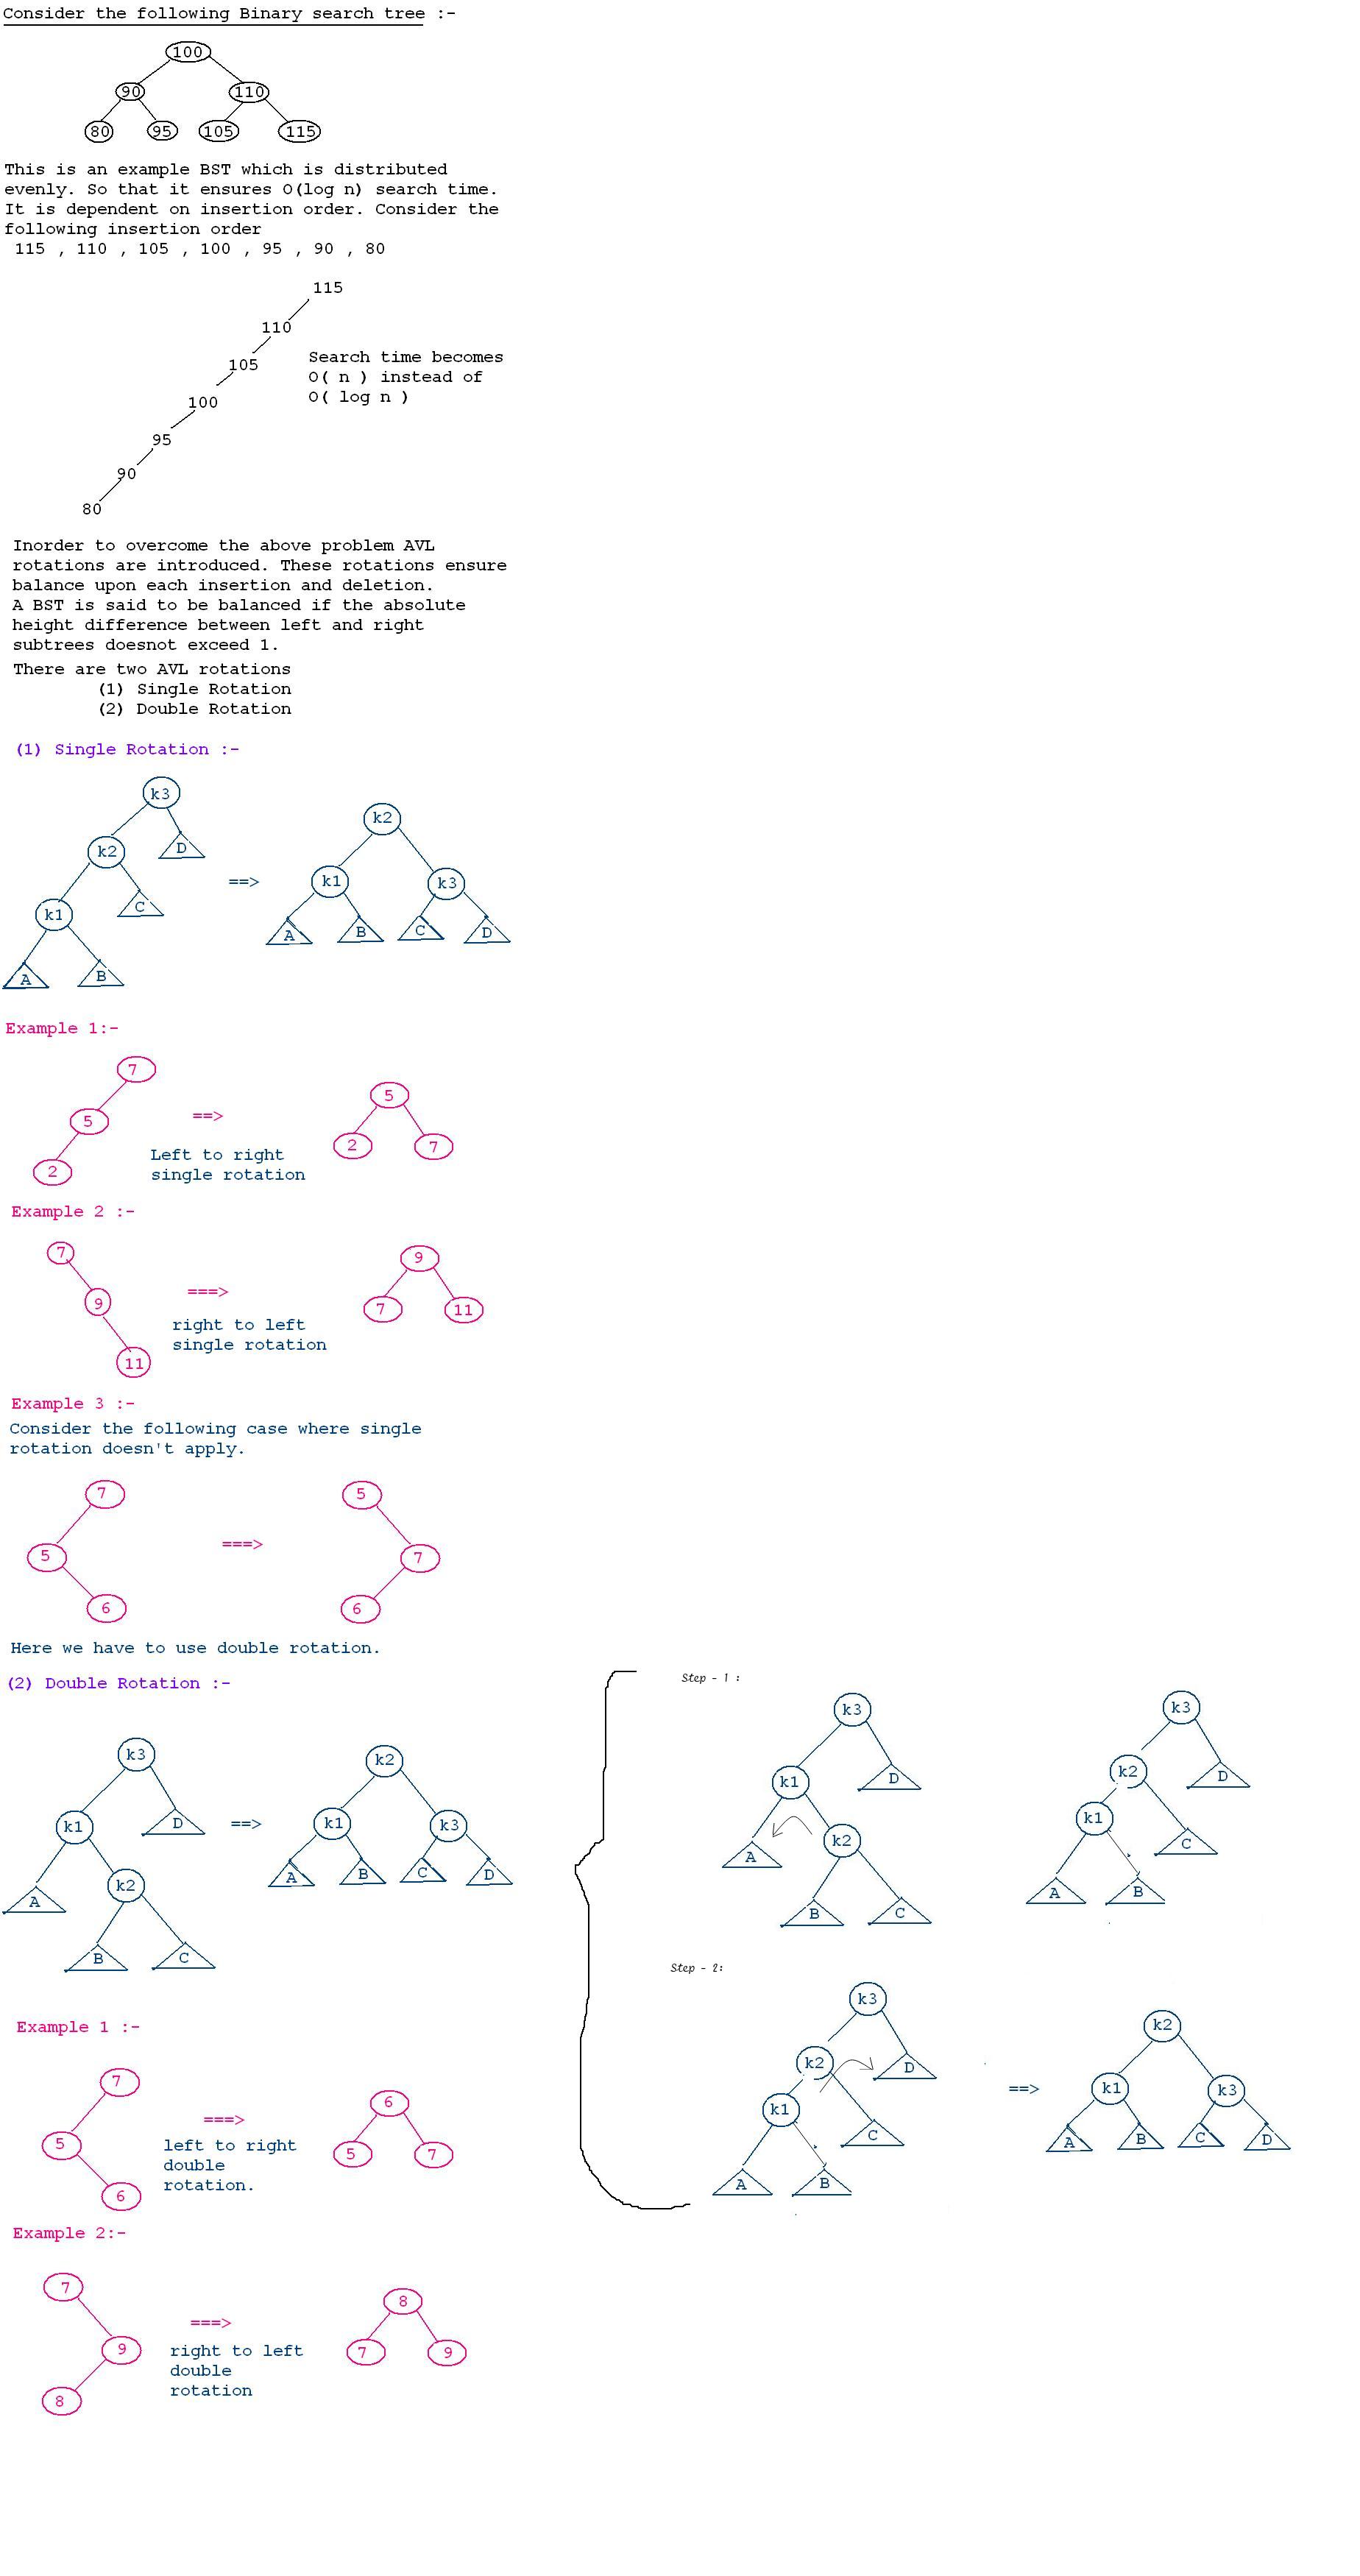 Consider the following Binary search tree :-
100
90 110
80 95 105 115
This is an example BST which is distributed
evenly. So that it ensures O(log n) search time.
It is dependent on insertion order. Consider the
following insertion order
115 , 110 , 105 , 100 , 95 , 90 , 80
115
110
105
100
95
90
80
Search time becomes
O( n ) instead of
O( log n )
Inorder to overcome the above problem AVL
rotations are introduced. These rotations ensure
balance upon each insertion and deletion.
A BST is said to be balanced if the absolute
height difference between left and right
subtrees doesnot exceed 1.
There are two AVL rotations
(1) Single Rotation
(2) Double Rotation
(1) Single Rotation :-
k3
k2 D
k1 C
A B
==>
k2
k1 k3
A B C D
Example 1:-
7
5
2
==>
Left to right
single rotation
5
2 7
Example 2 :-
7
9
11
===>
right to left
single rotation
9
7 11
Example 3 :-
Consider the following case where single
rotation doesn't apply.
7
5
6
===>
5
7
6
Here we have to use double rotation.
(2) Double Rotation :-
k3
k1 D
A k2
B C
==>
k2
k1 k3
A B C D
Step - 1 :
k3
k1 D
A k2
B C
k3
k2 D
k1 C
A B
Step - 2:
k3
k2 D
k1 C
A B
==>
k2
k1 k3
A B C D
Example 1 :-
7
5
6
===>
left to right
double
rotation.
6
5 7
Example 2:-
7
9
8
===>
right to left
double
rotation
8
7 9